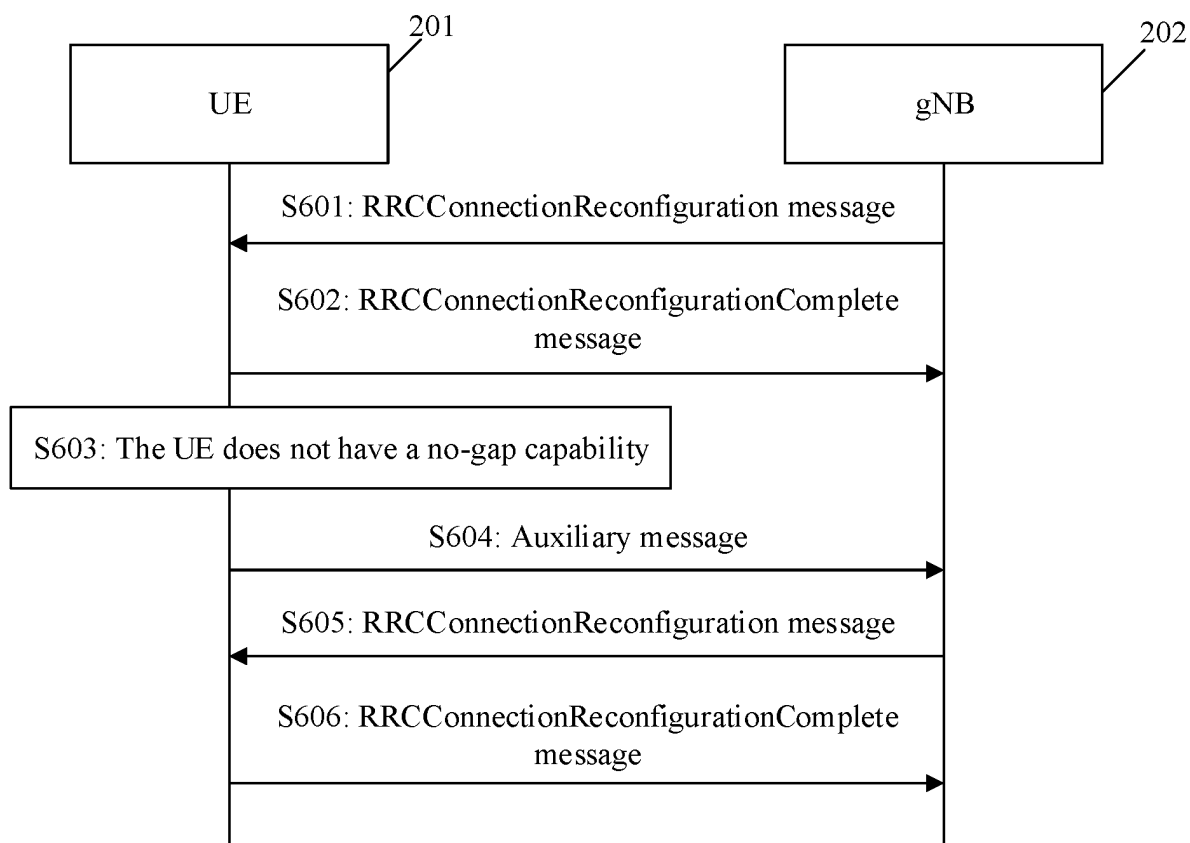 201
202
UE
gNB
S601: RRCConnectionReconfiguration message
S602: RRCConnectionReconfigurationComplete
message
S603: The UE does not have a no-gap capability
S604: Auxiliary message
S605: RRCConnectionReconfiguration message
S606: RRCConnectionReconfigurationComplete
message